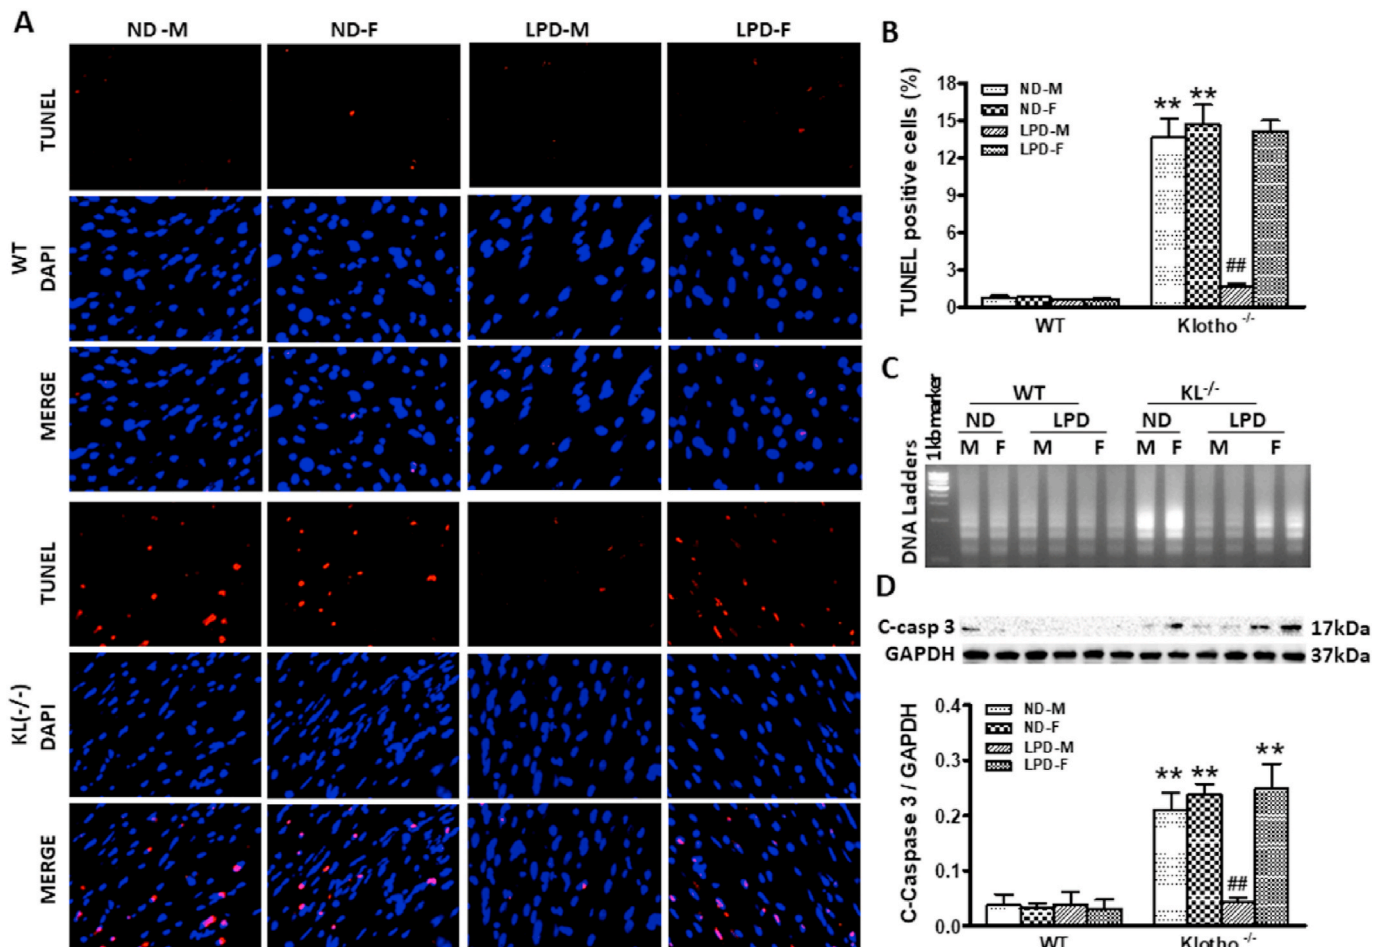 A
ND -M ND-F LPD-M LPD-F
TUNEL
WT
DAPI
MERGE
TUNEL
KL(-/-)
DAPI
MERGE
B
TUNEL positive cells (%)
18
15
12
9
6
3
0
ND-M
ND-F
LPD-M
LPD-F
** **
##
WT Klotho -/-
C
1kb marker
WT KL-/-
ND LPD ND LPD
M F M F M F M F
DNA Ladders
D
C-casp 3 17kDa
GAPDH 37kDa
C-Caspase 3 / GAPDH
0.4
0.3
0.2
0.1
0.0
ND-M
ND-F
LPD-M
LPD-F
** ** **
##
WT Klotho -/-